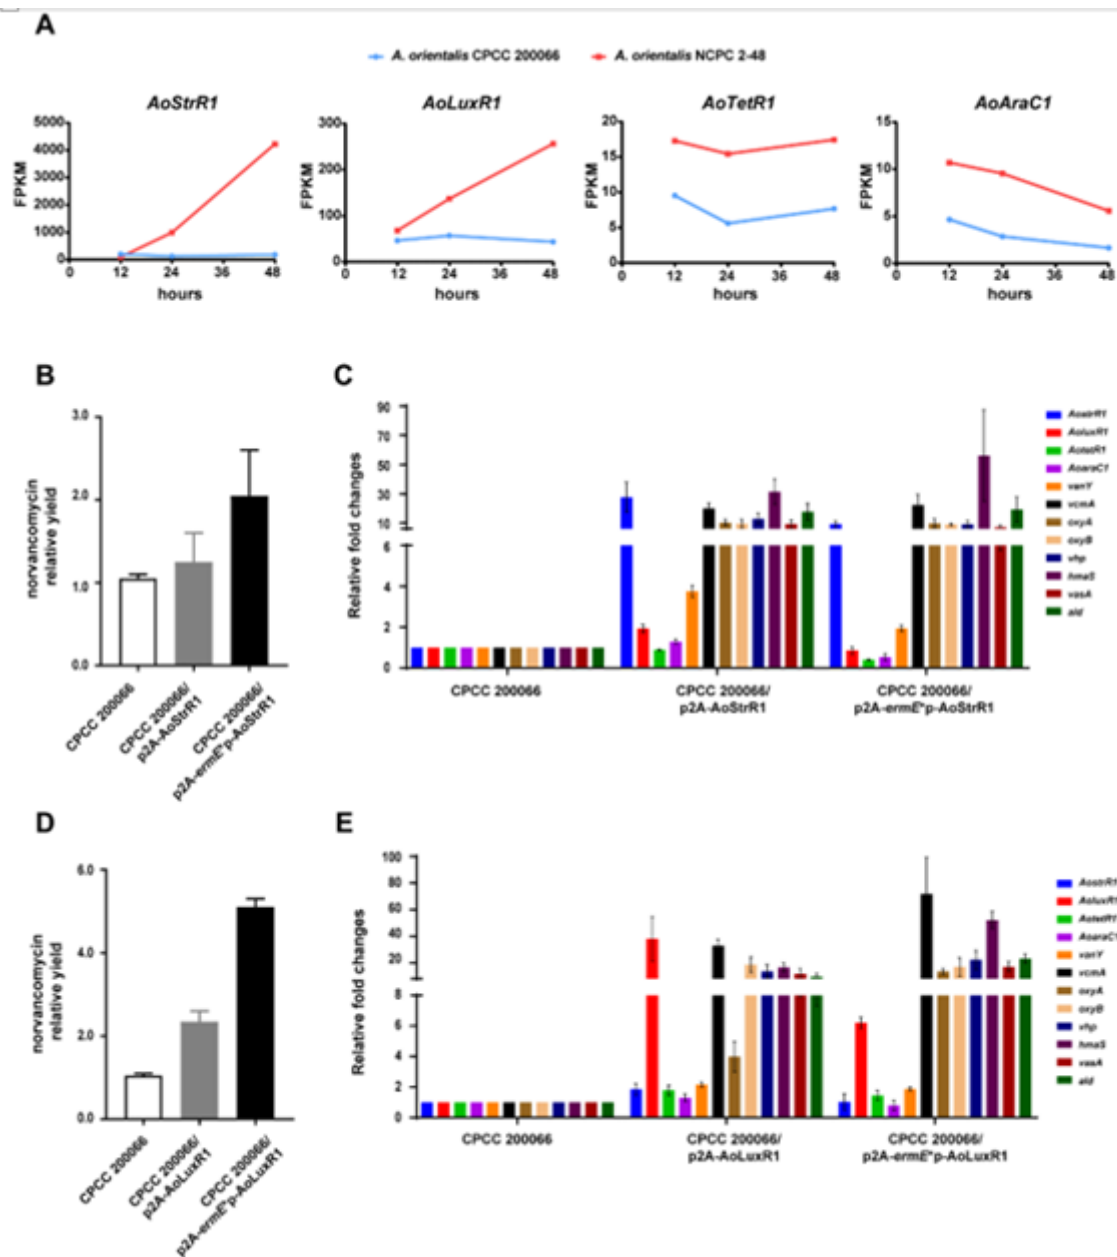 A
A. orientalis CPCC 200066 A. orientalis NCPC 2-48
AoStrR1 AoLuxR1 AoTetR1 AoAraC1
FPKM
5000
4000
3000
2000
1000
0
0 12 24 36 48
hours
FPKM
300
200
100
0
0 12 24 36 48
hours
FPKM
20
15
10
5
0
0 12 24 36 48
hours
FPKM
15
10
5
0
0 12 24 36 48
hours
B
norvancomycin
relative yield
3.0
2.0
1.0
0.0
CPCC 200066
CPCC 200066/
p2A-AoStrR1
CPCC 200066/
p2A-ermE*p-AoStrR1
C
Relative fold changes
90
70
50
30
10
6
4
2
0
CPCC 200066
CPCC 200066/
p2A-AoStrR1
CPCC 200066/
p2A-ermE*p-AoStrR1
AostrR1
AoluxR1
AotetR1
AoaraC1
vanY
vcmA
oxyA
oxyB
vhp
hmaS
vasA
ald
D
norvancomycin
relative yield
6.0
4.0
2.0
0.0
CPCC 200066
CPCC 200066/
p2A-AoLuxR1
CPCC 200066/
p2A-ermE*p-AoLuxR1
E
Relative fold changes
100
80
60
40
20
8
6
4
2
0
CPCC 200066
CPCC 200066/
p2A-AoLuxR1
CPCC 200066/
p2A-ermE*p-AoLuxR1
AostrR1
AoluxR1
AotetR1
AoaraC1
vanY
vcmA
oxyA
oxyB
vhp
hmaS
vasA
ald